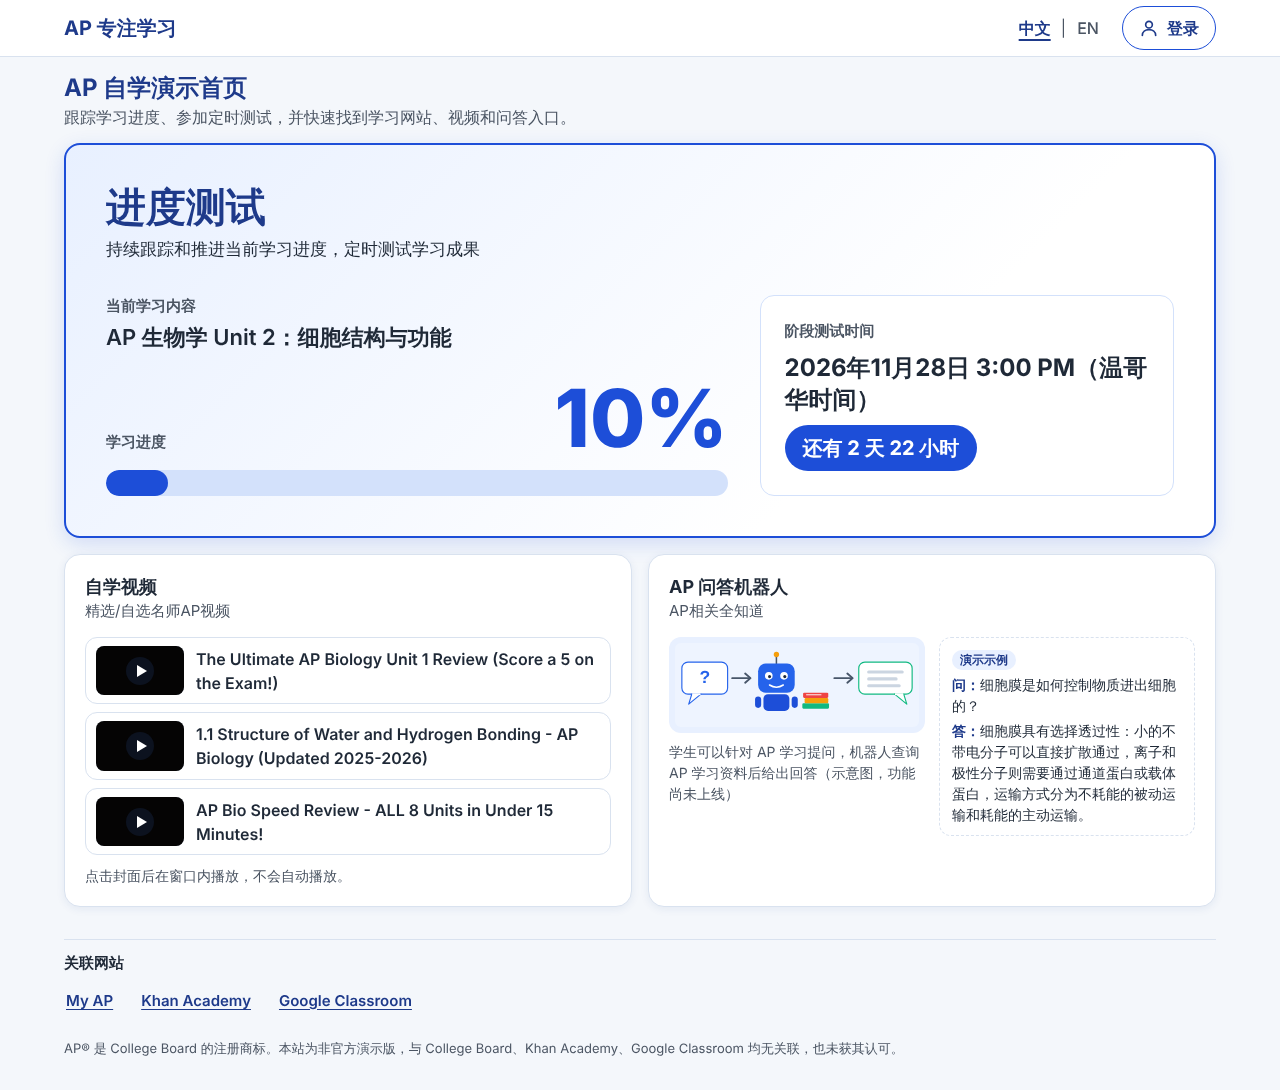 AP 专注学习
中文 | EN
登录
AP 自学演示首页
跟踪学习进度、参加定时测试，并快速找到学习网站、视频和问答入口。
进度测试
持续跟踪和推进当前学习进度，定时测试学习成果
当前学习内容
AP 生物学 Unit 2：细胞结构与功能
学习进度
10%
阶段测试时间
2026年11月28日 3:00 PM（温哥
华时间）
还有 2 天 22 小时
自学视频
精选/自选名师AP视频
The Ultimate AP Biology Unit 1 Review (Score a 5 on
the Exam!)
1.1 Structure of Water and Hydrogen Bonding - AP
Biology (Updated 2025-2026)
AP Bio Speed Review - ALL 8 Units in Under 15
Minutes!
点击封面后在窗口内播放，不会自动播放。
AP 问答机器人
AP相关全知道
?
学生可以针对 AP 学习提问，机器人查询
AP 学习资料后给出回答（示意图，功能
尚未上线）
演示示例
问：细胞膜是如何控制物质进出细胞
的？
答：细胞膜具有选择透过性：小的不
带电分子可以直接扩散通过，离子和
极性分子则需要通过通道蛋白或载体
蛋白，运输方式分为不耗能的被动运
输和耗能的主动运输。
关联网站
My AP
Khan Academy
Google Classroom
AP® 是 College Board 的注册商标。本站为非官方演示版，与 College Board、Khan Academy、Google Classroom 均无关联，也未获其认可。